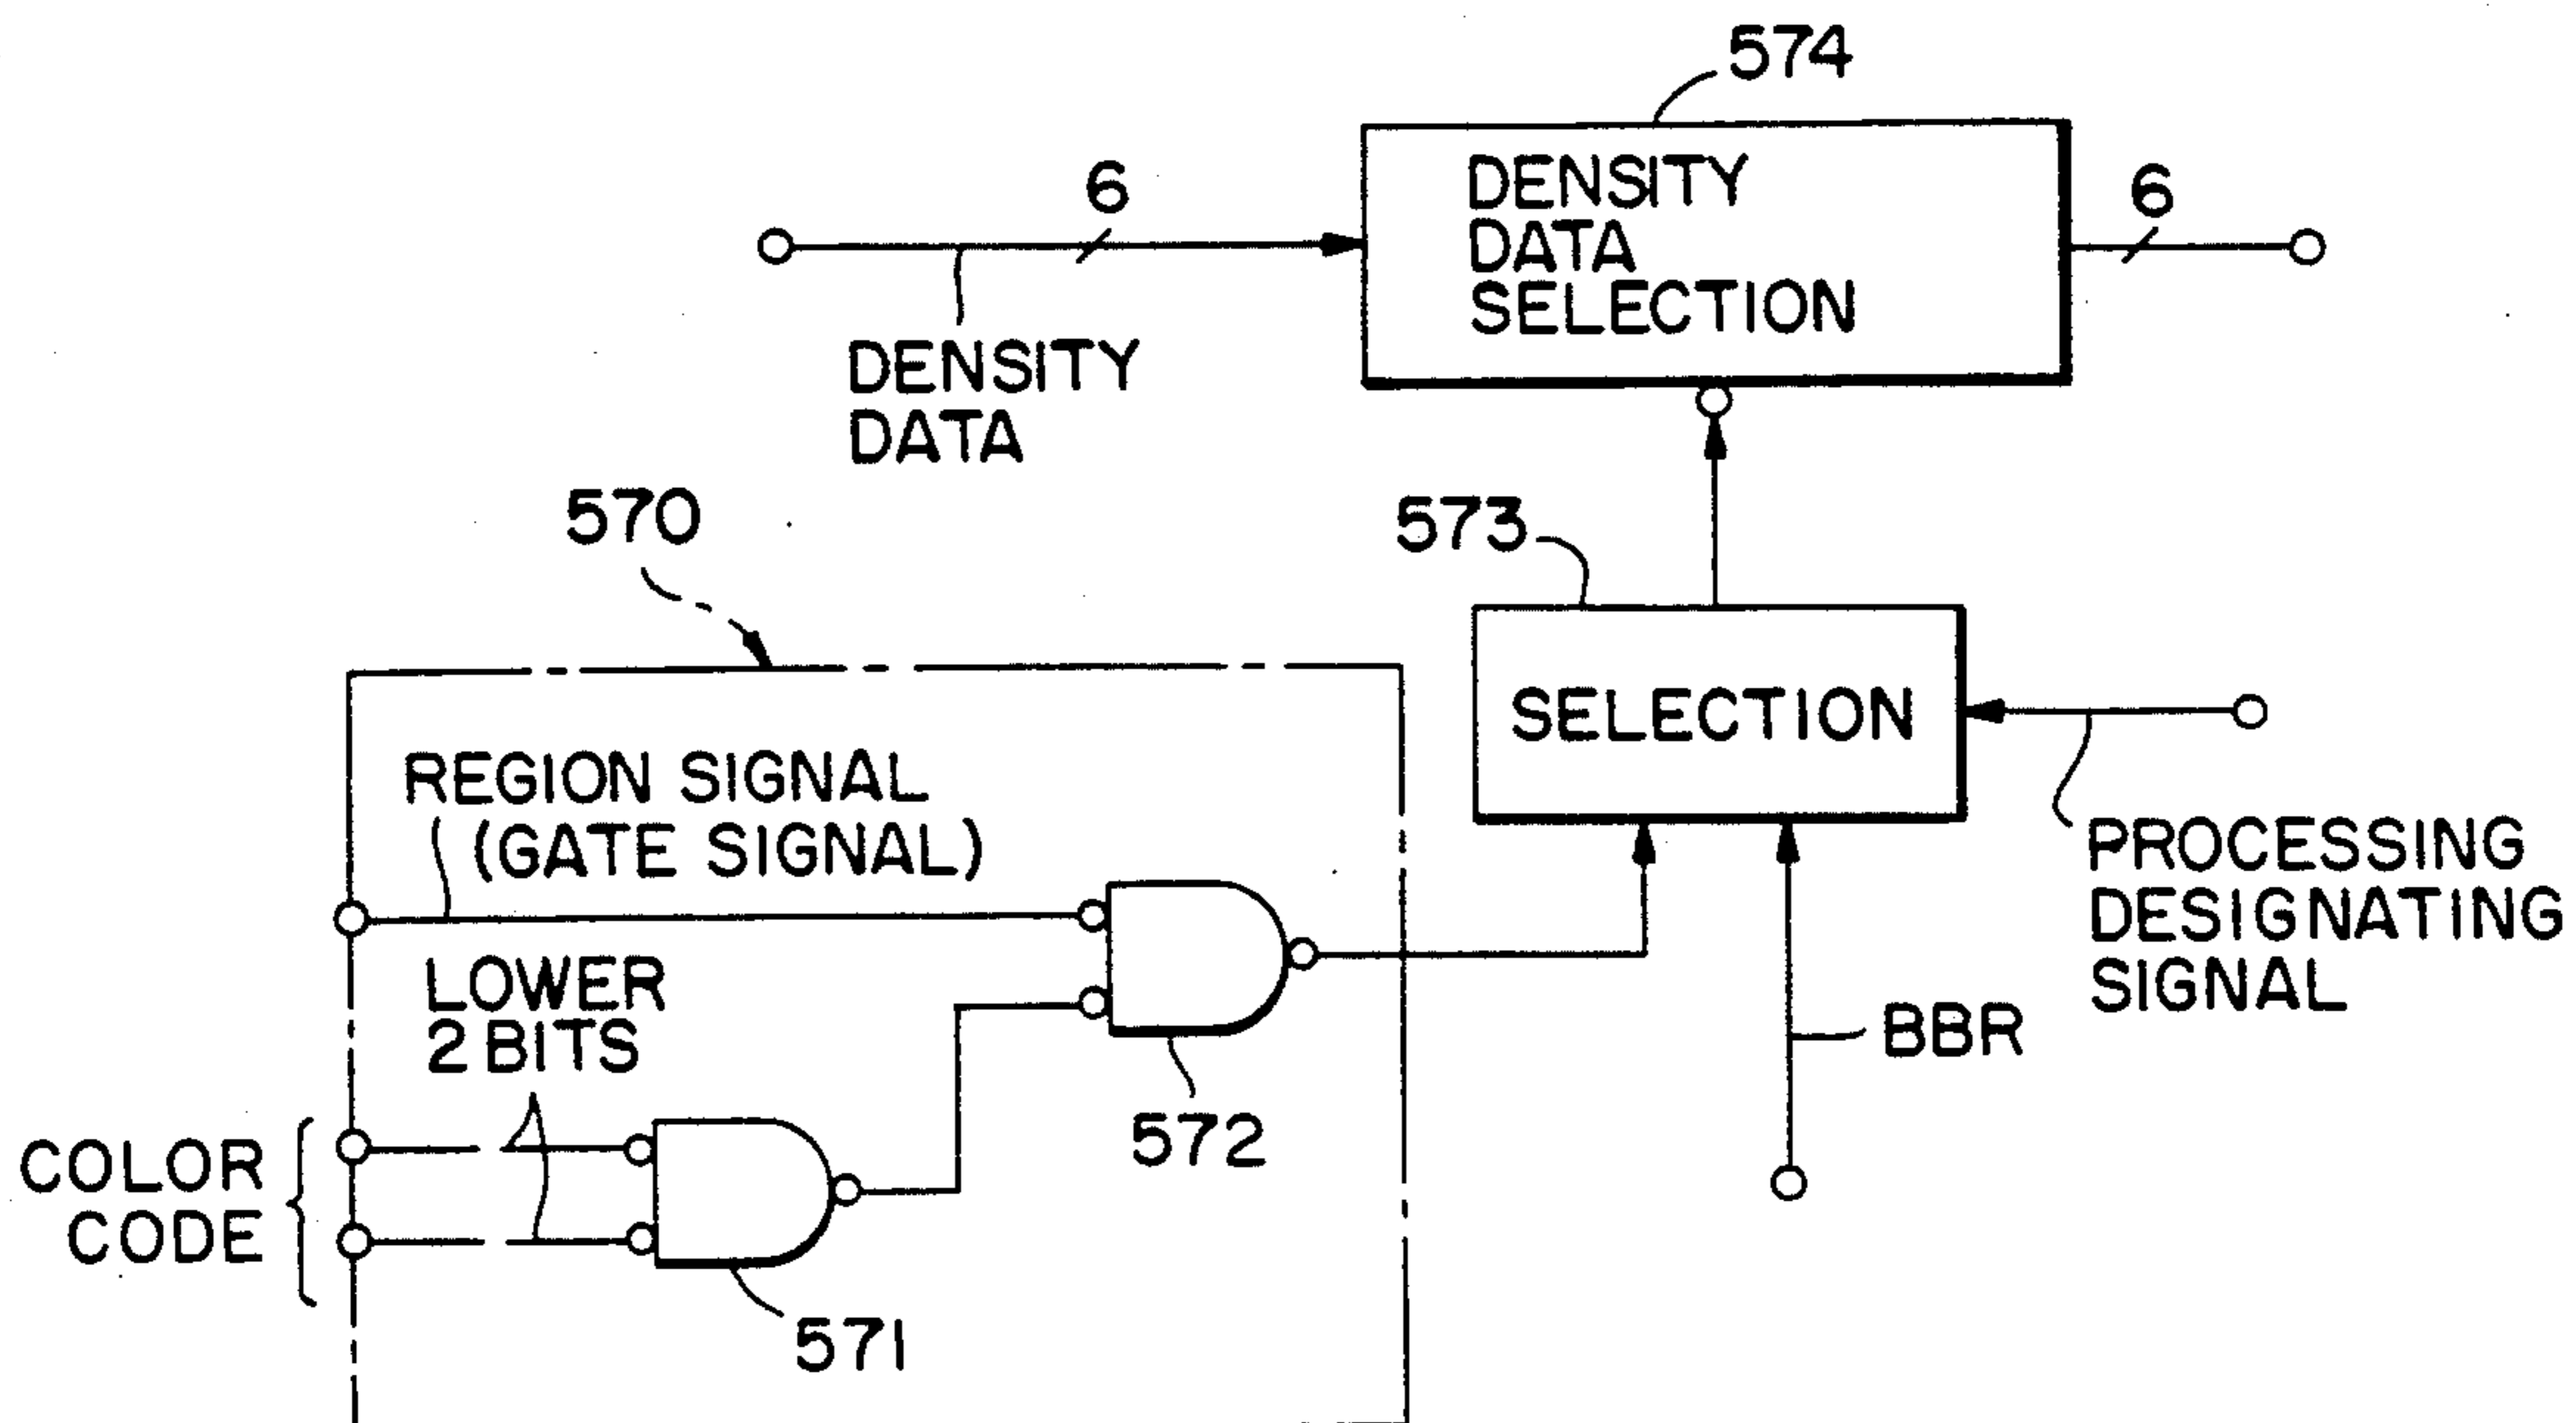 574
6
DENSITY
DATA
SELECTION
6
DENSITY
DATA
570
573
SELECTION
REGION SIGNAL
(GATE SIGNAL)
PROCESSING
DESIGNATING
SIGNAL
LOWER
2 BITS
BBR
572
COLOR
CODE
571